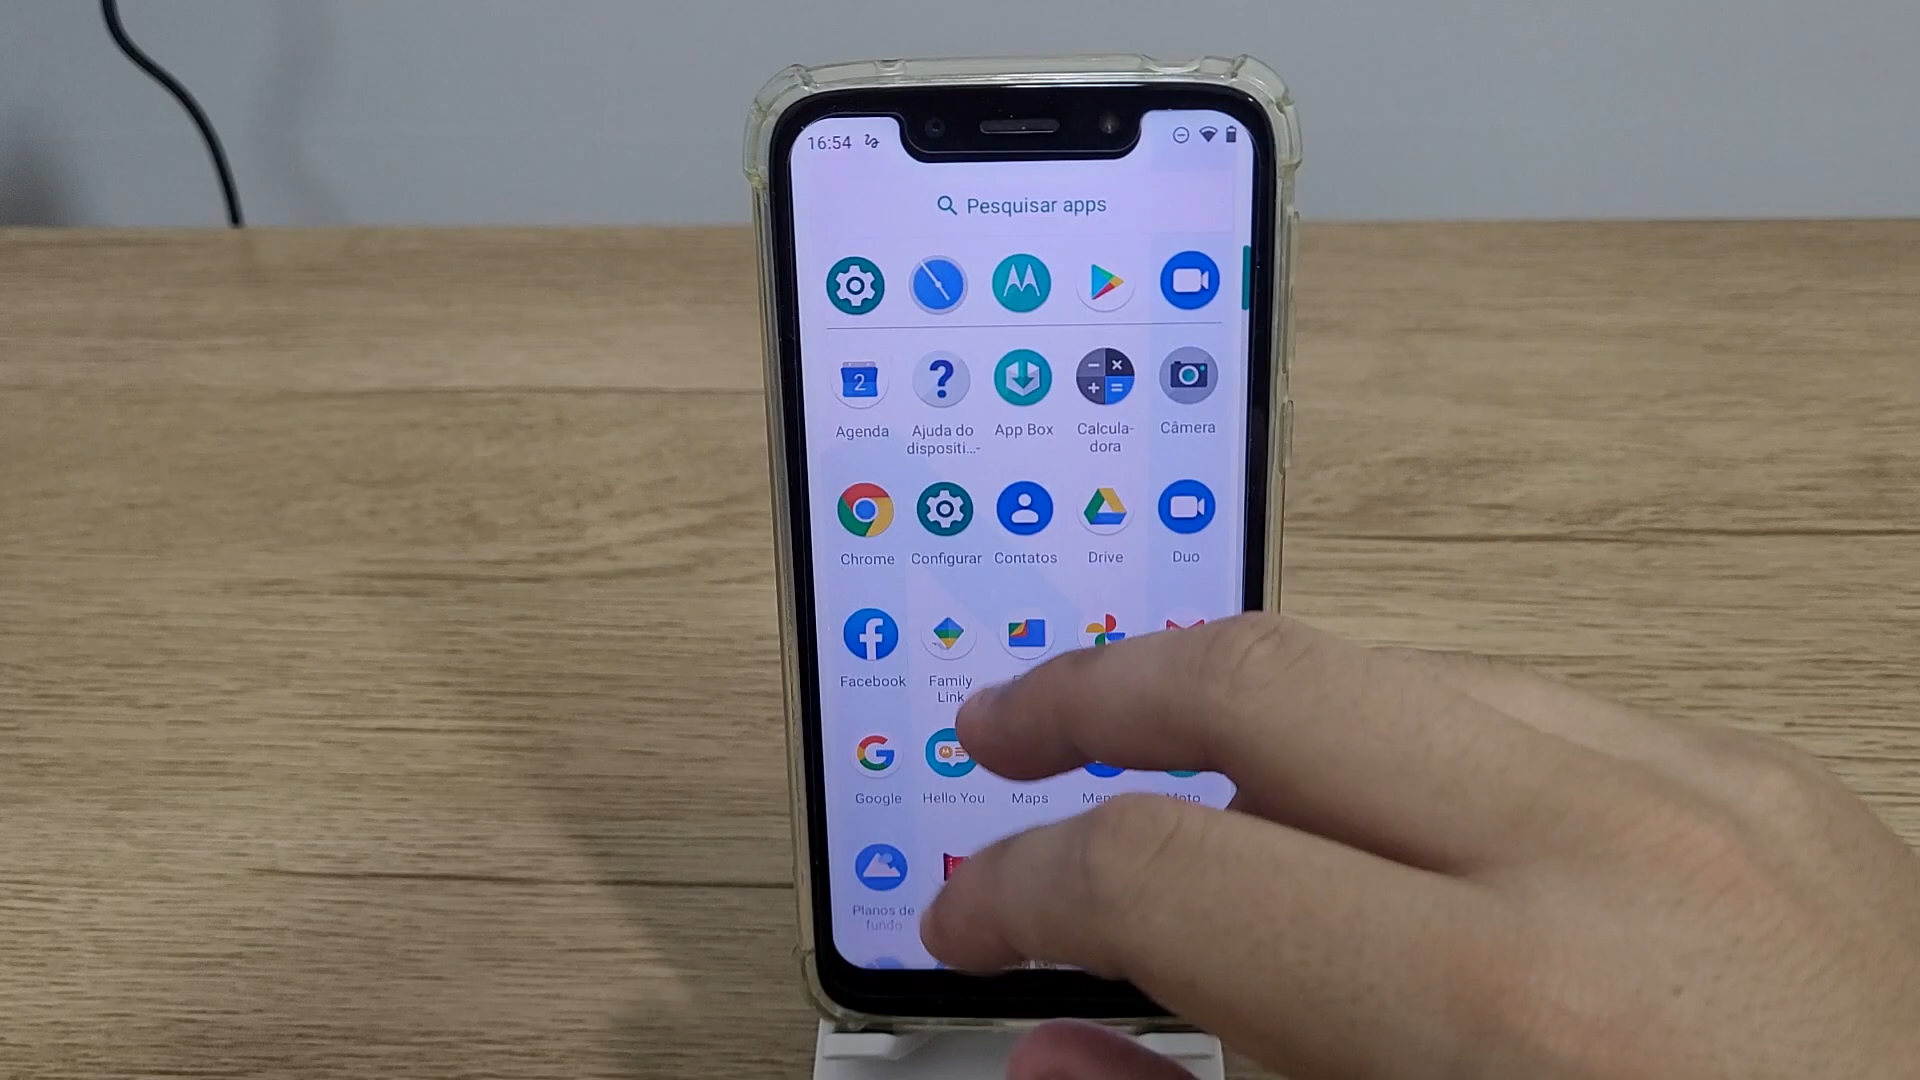 16:54
Pesquisar apps
2
Agenda
Ajuda do
dispositi...-
App Box
Calcula-
dora
Câmera
Chrome
Configurar
Contatos
Drive
Duo
Facebook
Family
Link
Google
Hello You
Maps
Moto
Planos de
fundo